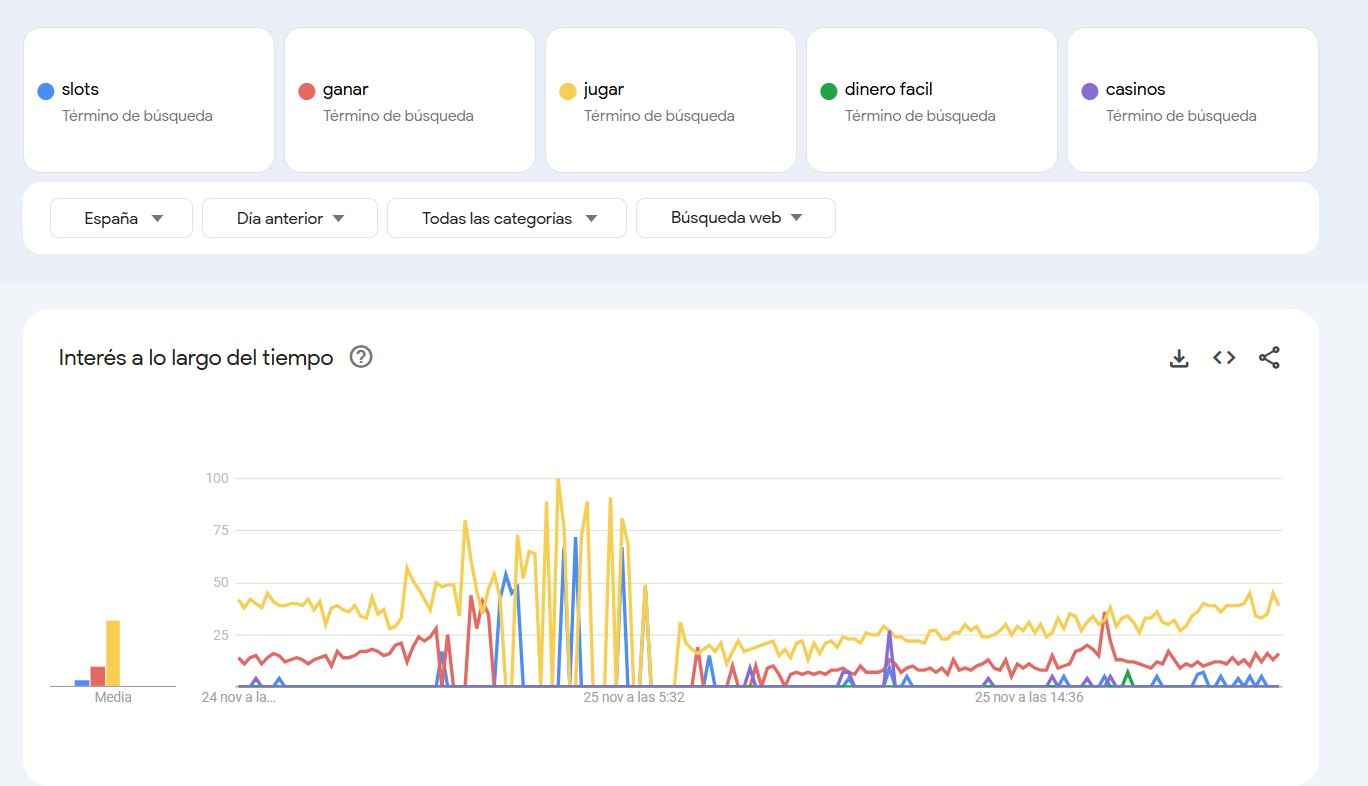 slots
Término de búsqueda
ganar
Término de búsqueda
jugar
Término de búsqueda
dinero facil
Término de búsqueda
casinos
Término de búsqueda
España
Día anterior
Todas las categorías
Búsqueda web
Interés a lo largo del tiempo
?
100
75
50
25
Media
24 nov a la…
25 nov a las 5:32
25 nov a las 14:36